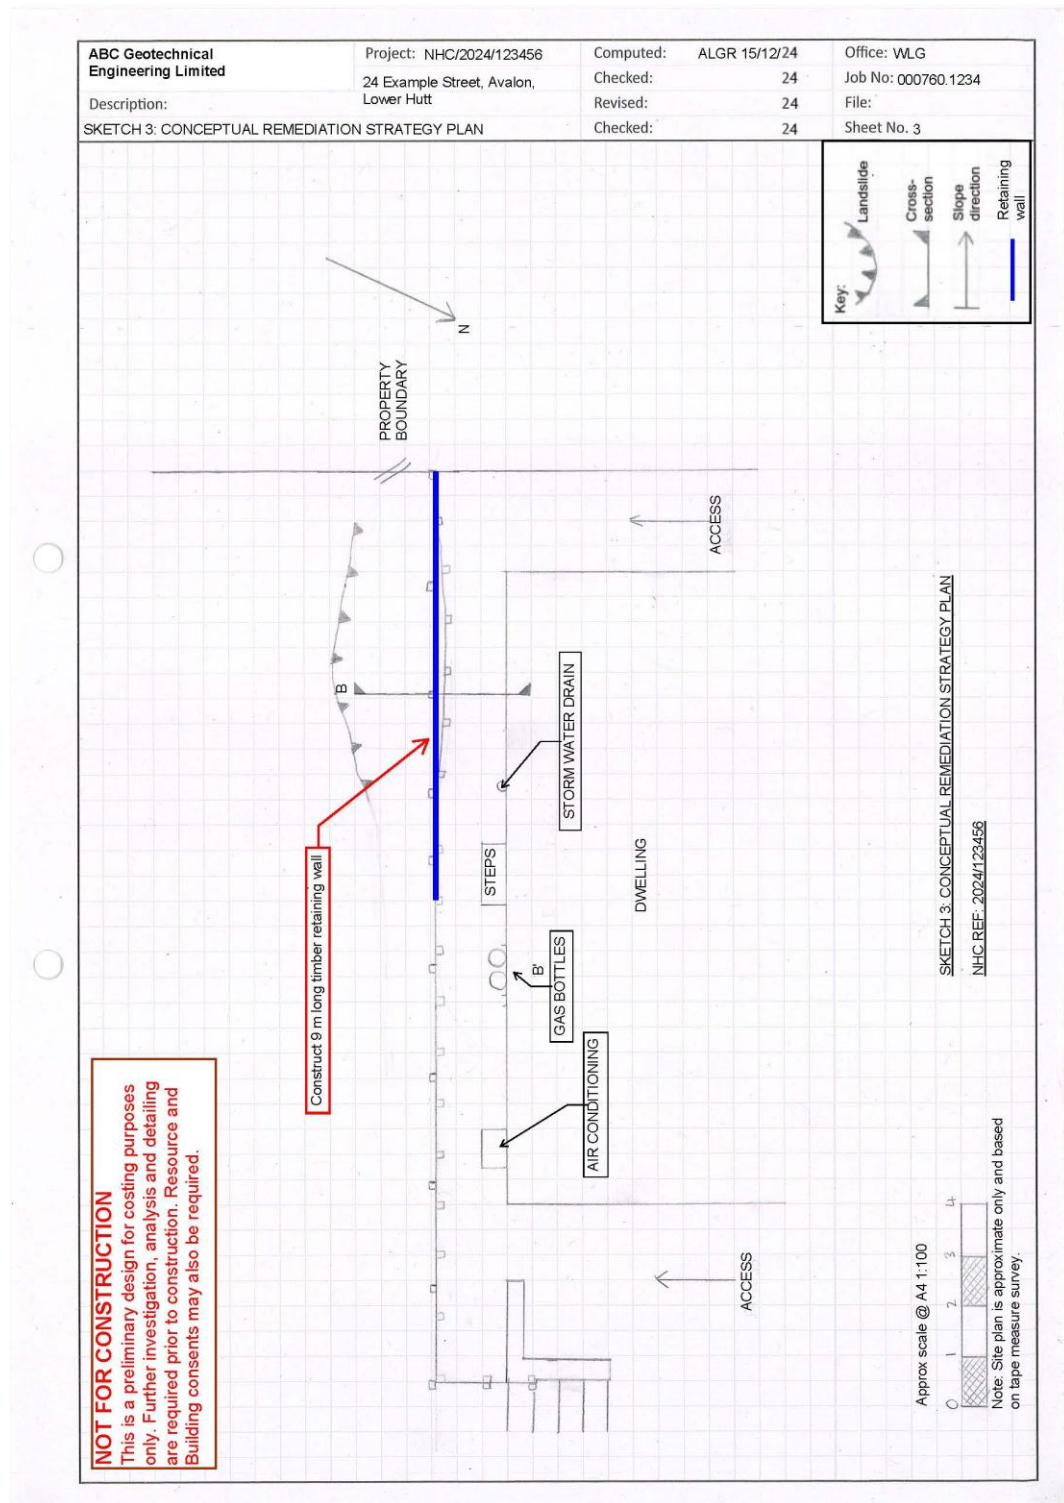 ABC Geotechnical
Engineering Limited
Description:
SKETCH 3: CONCEPTUAL REMEDIATION STRATEGY PLAN
Project: NHC/2024/123456
24 Example Street, Avalon,
Lower Hutt
Computed: ALGR 15/12/24
Checked: 24
Revised: 24
Checked: 24
Office: WLG
Job No: 000760.1234
File:
Sheet No. 3
Key:
Landslide
Cross-
section
Slope
direction
Retaining
wall
N
PROPERTY
BOUNDARY
ACCESS
B
STORM WATER DRAIN
STEPS
DWELLING
Construct 9 m long timber retaining wall
B'
GAS BOTTLES
AIR CONDITIONING
ACCESS
NOT FOR CONSTRUCTION
This is a preliminary design for costing purposes
only. Further investigation, analysis and detailing
are required prior to construction. Resource and
Building consents may also be required.
SKETCH 3: CONCEPTUAL REMEDIATION STRATEGY PLAN
NHC REF: 2024/123456
Approx scale @ A4 1:100
0 1 2 3 4
Note: Site plan is approximate only and based
on tape measure survey.